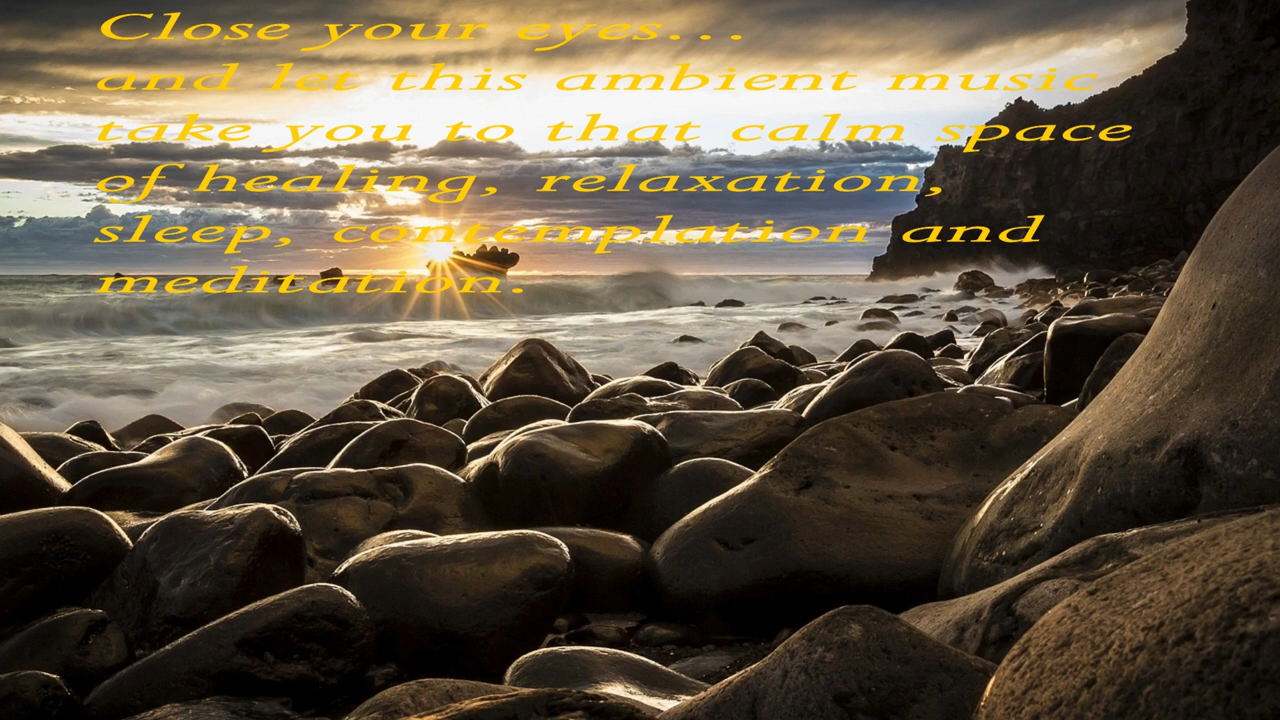 Close your eyes...
and let this ambient music
take you to that calm space
of healing, relaxation,
sleep, contemplation and
meditation.